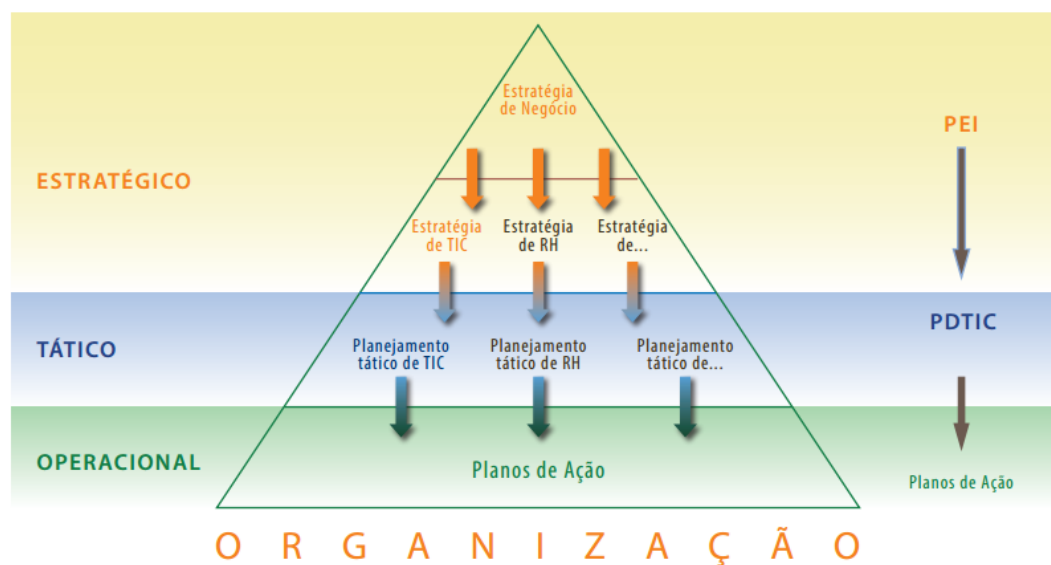 Estratégia
de Negócio
PEI
ESTRATÉGICO
Estratégia
de TIC
Estratégia
de RH
Estratégia
de...
TÁTICO
Planejamento
tático de TIC
Planejamento
tático de RH
Planejamento
tático de...
PDTIC
OPERACIONAL
Planos de Ação
Planos de Ação
ORGANIZAÇÃO